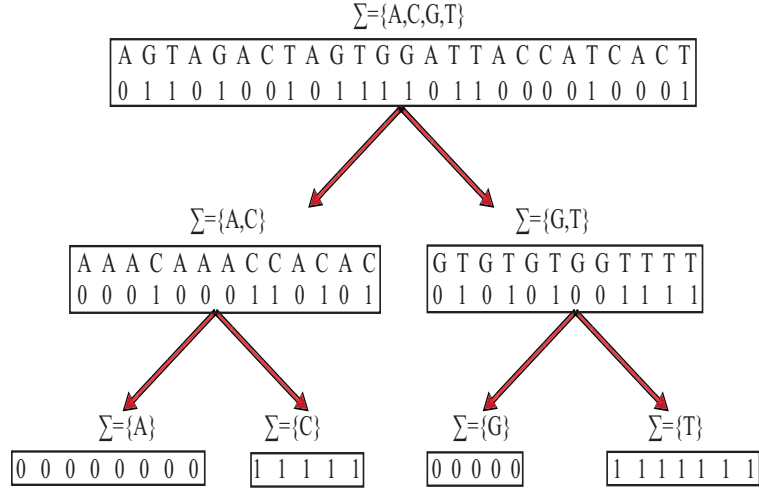 ∑={A,C,G,T}
A G T A G A C T A G T G G A T T A C C A T C A C T
0 1 1 0 1 0 0 1 0 1 1 1 1 0 1 1 0 0 0 0 1 0 0 0 1
∑={A,C}
∑={G,T}
A A A C A A A C C A C A C
0 0 0 1 0 0 0 1 1 0 1 0 1
G T G T G T G G T T T T
0 1 0 1 0 1 0 0 1 1 1 1
∑={A}
∑={C}
∑={G}
∑={T}
0 0 0 0 0 0 0 0
1 1 1 1 1
0 0 0 0 0
1 1 1 1 1 1 1